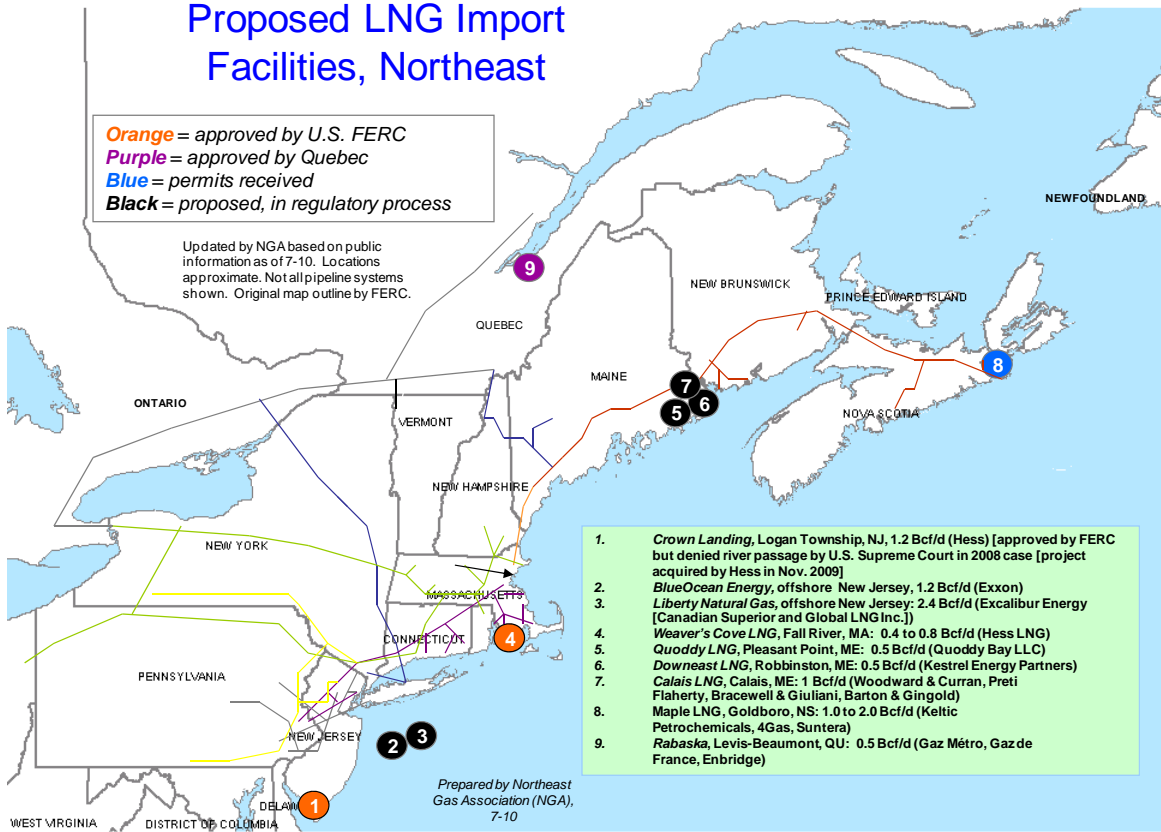 Proposed LNG Import
Facilities, Northeast
Orange = approved by U.S. FERC
Purple = approved by Quebec
Blue = permits received
Black = proposed, in regulatory process
Updated by NGA based on public
information as of 7-10. Locations
approximate. Not all pipeline systems
shown. Original map outline by FERC.
NEWFOUNDLAND
9
NEW BRUNSWICK
PRINCE EDWARD ISLAND
QUEBEC
8
MAINE
7
6
5
ONTARIO
NOVA SCOTIA
VERMONT
NEW HAMPSHIRE
NEW YORK
MASSACHUSETTS
CONNECTICUT
4
PENNSYLVANIA
NEW JERSEY
2
3
DELAW
1
WEST VIRGINIA
DISTRICT OF COLUMBIA
Prepared by Northeast
Gas Association (NGA),
7-10
1. Crown Landing, Logan Township, NJ, 1.2 Bcf/d (Hess) [approved by FERC
but denied river passage by U.S. Supreme Court in 2008 case [project
acquired by Hess in Nov. 2009]
2. BlueOcean Energy, offshore New Jersey, 1.2 Bcf/d (Exxon)
3. Liberty Natural Gas, offshore New Jersey: 2.4 Bcf/d (Excalibur Energy
[Canadian Superior and Global LNG Inc.])
4. Weaver's Cove LNG, Fall River, MA: 0.4 to 0.8 Bcf/d (Hess LNG)
5. Quoddy LNG, Pleasant Point, ME: 0.5 Bcf/d (Quoddy Bay LLC)
6. Downeast LNG, Robbinston, ME: 0.5 Bcf/d (Kestrel Energy Partners)
7. Calais LNG, Calais, ME: 1 Bcf/d (Woodward & Curran, Preti
Flaherty, Bracewell & Giuliani, Barton & Gingold)
8. Maple LNG, Goldboro, NS: 1.0 to 2.0 Bcf/d (Keltic
Petrochemicals, 4Gas, Suntera)
9. Rabaska, Levis-Beaumont, QU: 0.5 Bcf/d (Gaz Métro, Gaz de
France, Enbridge)